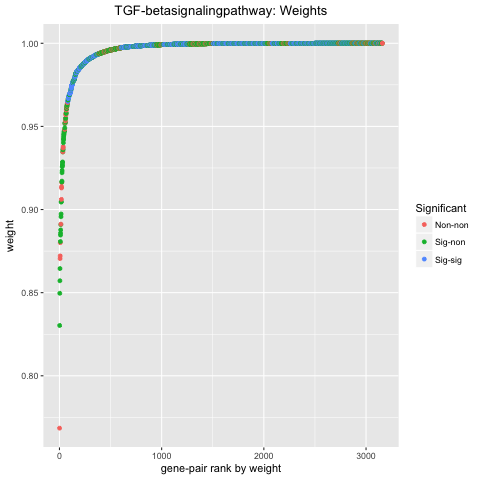 TGF-betasignalingpathway: Weights
1.00
0.95
0.90
0.85
0.80
weight
0
1000
2000
3000
gene-pair rank by weight
Significant
Non-non
Sig-non
Sig-sig